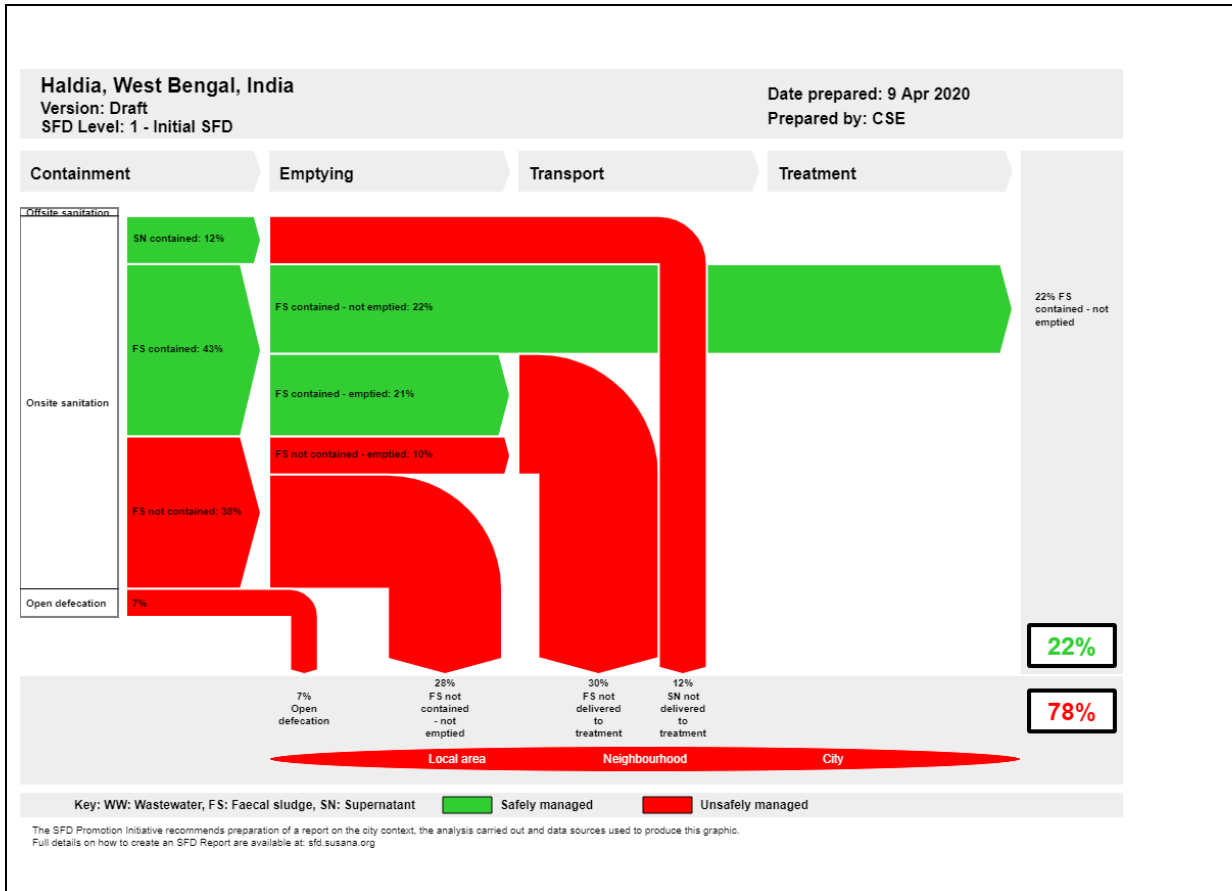 Haldia, West Bengal, India
Version: Draft
SFD Level: 1 - Initial SFD
Date prepared: 9 Apr 2020
Prepared by: CSE
Containment
Emptying
Transport
Treatment
Offsite sanitation
SN contained: 12%
FS contained - not emptied: 22%
22% FS
contained - not
emptied
FS contained: 43%
FS contained - emptied: 21%
Onsite sanitation
FS not contained - emptied: 10%
FS not contained: 38%
Open defecation
7%
22%
7%
Open
defecation
28%
FS not
contained
- not
emptied
30%
FS not
delivered
to
treatment
12%
SN not
delivered
to
treatment
78%
Local area
Neighbourhood
City
Key: WW: Wastewater, FS: Faecal sludge, SN: Supernatant
Safely managed
Unsafely managed
The SFD Promotion Initiative recommends preparation of a report on the city context, the analysis carried out and data sources used to produce this graphic.
Full details on how to create an SFD Report are available at: sfd.susana.org